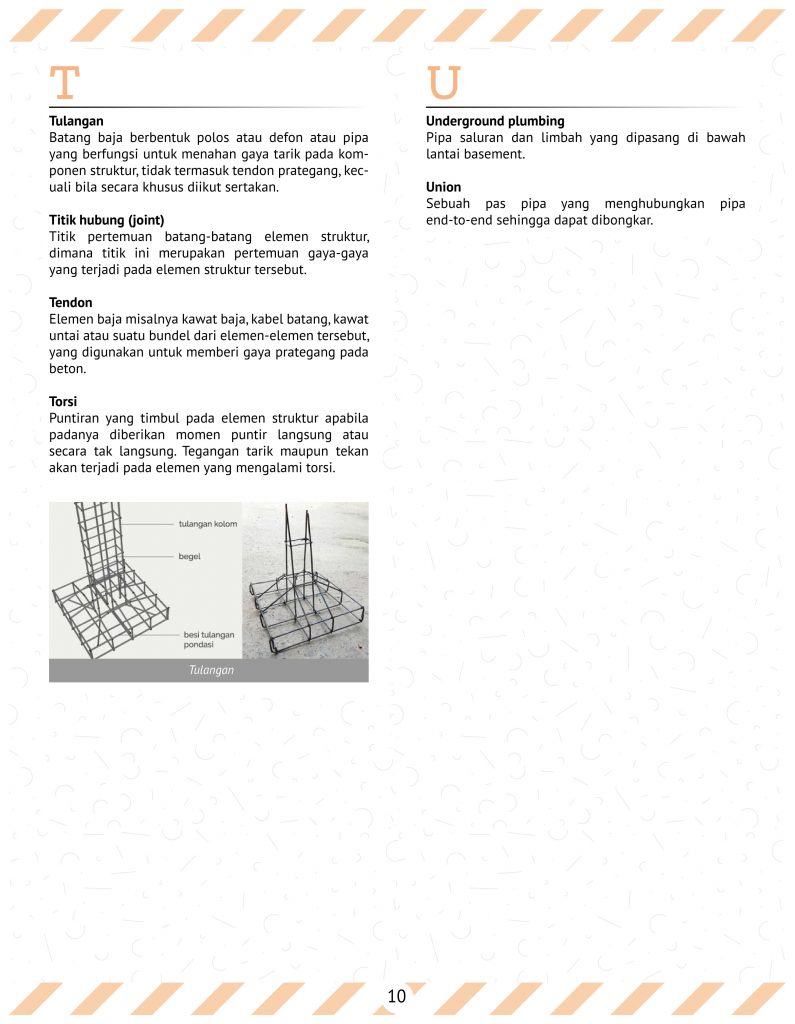 T
Tulangan
Batang baja berbentuk polos atau defon atau pipa
yang berfungsi untuk menahan gaya tarik pada kom-
ponen struktur, tidak termasuk tendon prategang, kec-
uali bila secara khusus diikut sertakan.
Titik hubung (joint)
Titik pertemuan batang-batang elemen struktur,
dimana titik ini merupakan pertemuan gaya-gaya
yang terjadi pada elemen struktur tersebut.
Tendon
Elemen baja misalnya kawat baja, kabel batang, kawat
untai atau suatu bundel dari elemen-elemen tersebut,
yang digunakan untuk memberi gaya prategang pada
beton.
Torsi
Puntiran yang timbul pada elemen struktur apabila
padanya diberikan momen puntir langsung atau
secara tak langsung. Tegangan tarik maupun tekan
akan terjadi pada elemen yang mengalami torsi.
tulangan kolom
begel
besi tulangan
pondasi
Tulangan
U
Underground plumbing
Pipa saluran dan limbah yang dipasang di bawah
lantai basement.
Union
Sebuah pas pipa yang menghubungkan pipa
end-to-end sehingga dapat dibongkar.
10